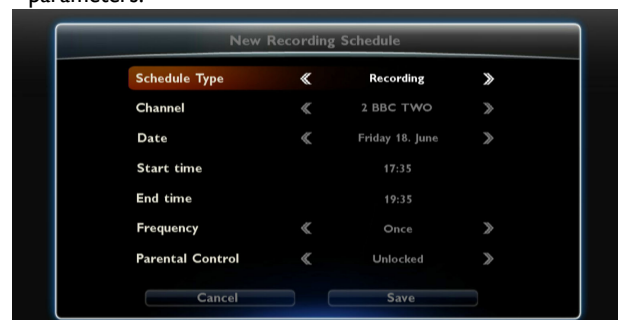 parameters.
New Recording Schedule
Schedule Type « Recording »
Channel « 2 BBC TWO »
Date « Friday 18. June »
Start time 17:35
End time 19:35
Frequency « Once »
Parental Control « Unlocked »
Cancel Save